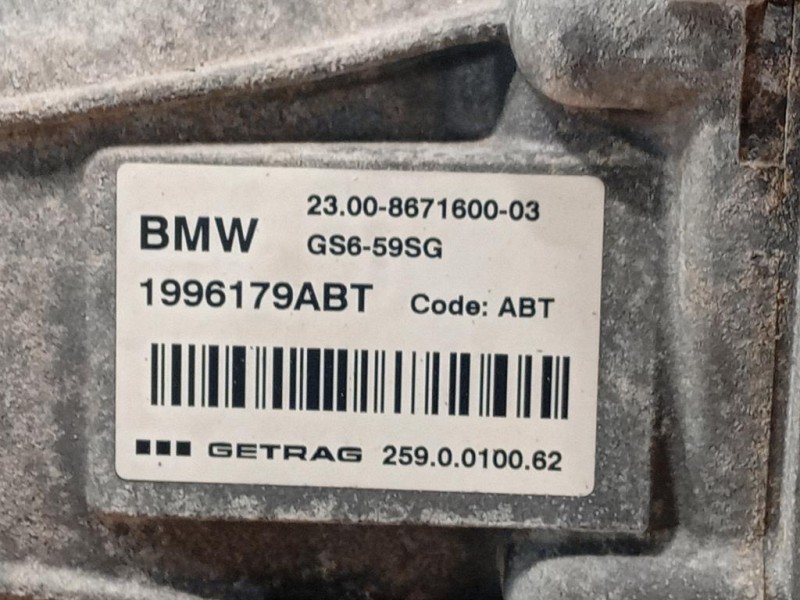 BMW 23.00-8671600-03
GS6-59SG
1996179ABT Code: ABT
GETRAG 259.0.0100.62